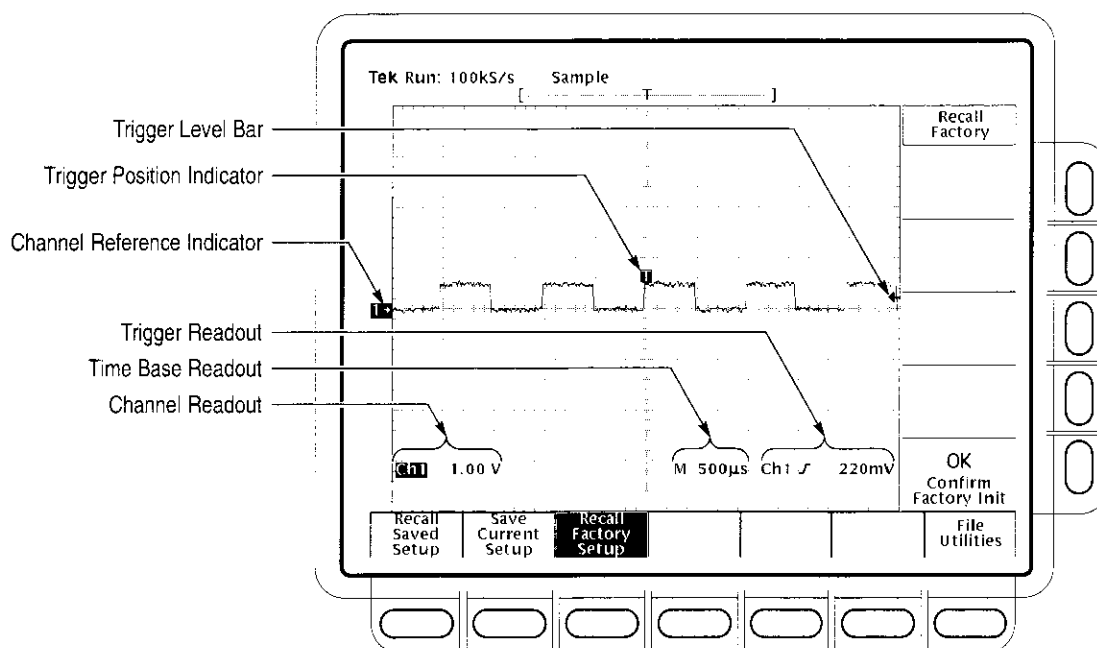 Tek Run: 100kS/s Sample
[ T ]
Trigger Level Bar
Trigger Position Indicator
Channel Reference Indicator
Trigger Readout
Time Base Readout
Channel Readout
T
1
Ch1 1.00 V
M 500µs
Ch1 220mV
Recall
Factory
OK
Confirm
Factory Init
Recall
Saved
Setup
Save
Current
Setup
Recall
Factory
Setup
File
Utilities